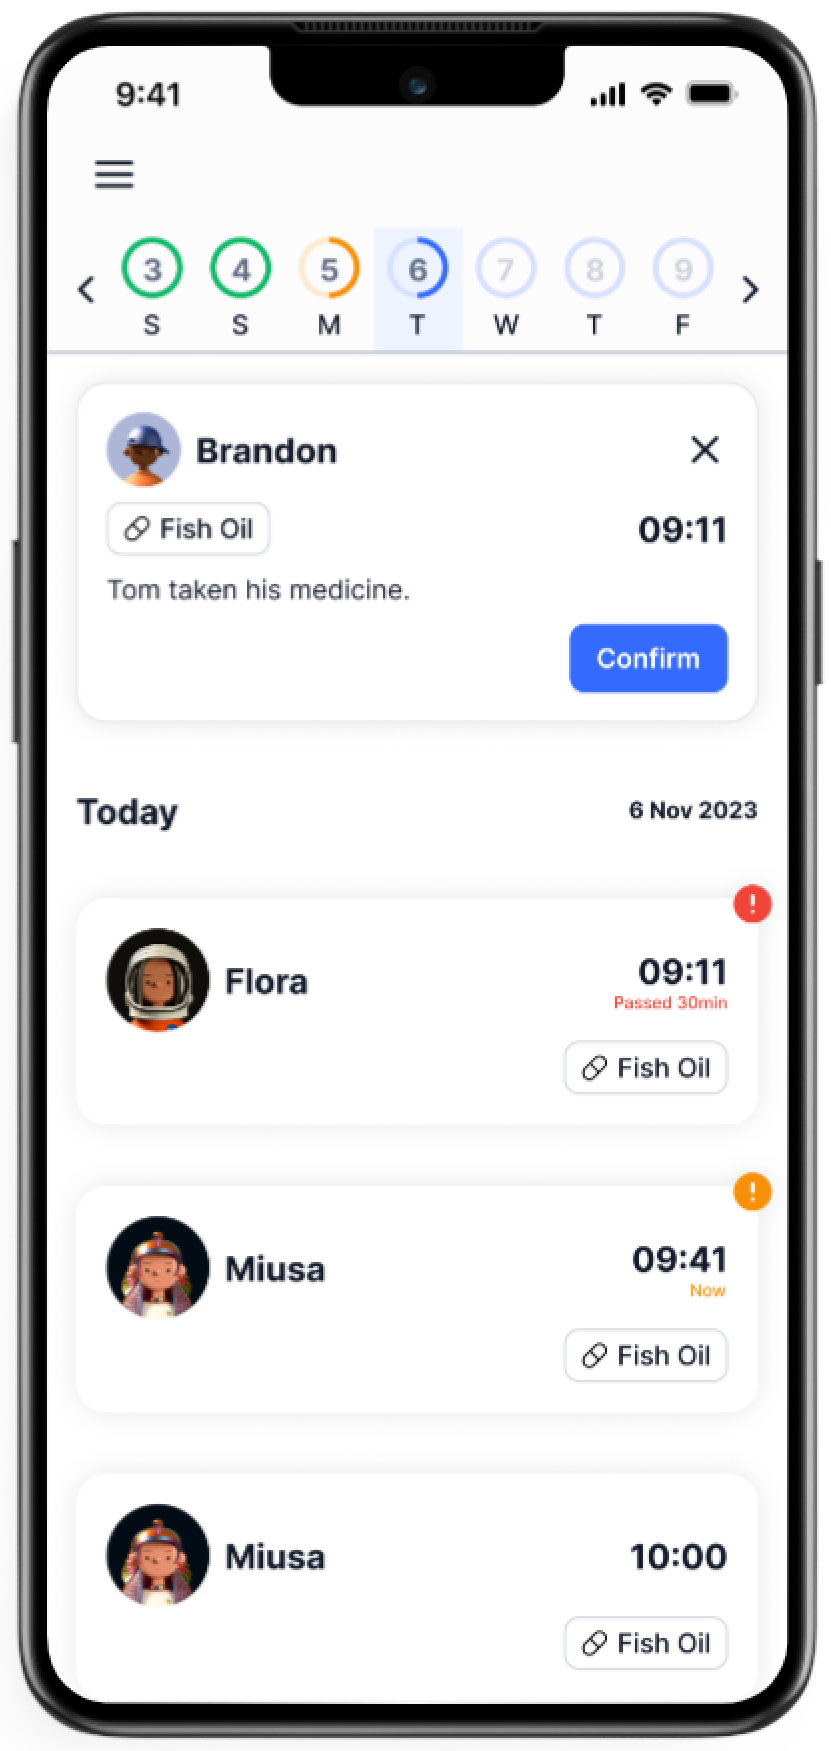 9:41
3 4 5 6 7 8 9
S S M T W T F
Brandon
Fish Oil 09:11
Tom taken his medicine.
Confirm
Today 6 Nov 2023
!
Flora 09:11
Passed 30min
Fish Oil
!
Miusa 09:41
Now
Fish Oil
Miusa 10:00
Fish Oil